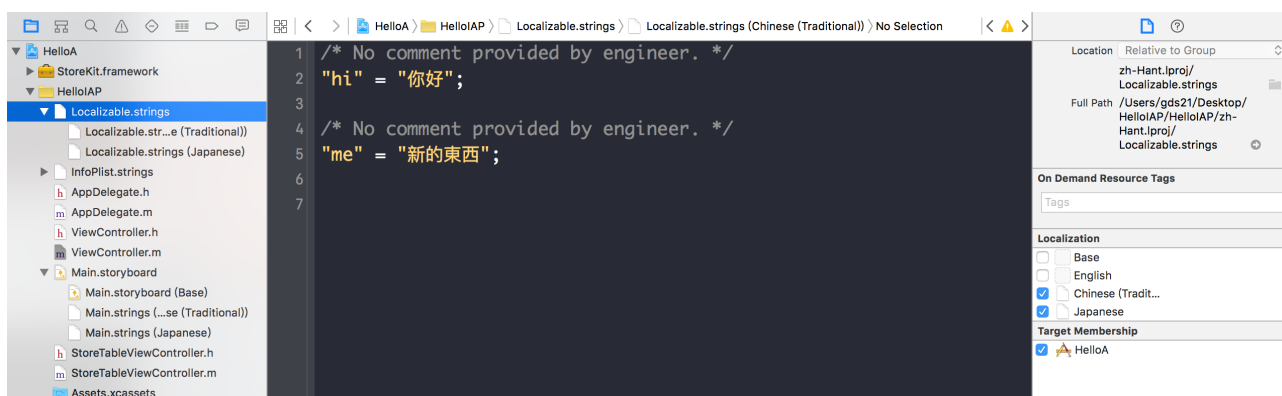 HelloA 〉 HelloIAP 〉 Localizable.strings 〉 Localizable.strings (Chinese (Traditional)) 〉 No Selection
HelloA
StoreKit.framework
HelloIAP
Localizable.strings
Localizable.str...e (Traditional))
Localizable.strings (Japanese)
InfoPlist.strings
h AppDelegate.h
m AppDelegate.m
h ViewController.h
m ViewController.m
Main.storyboard
Main.storyboard (Base)
Main.strings (...se (Traditional))
Main.strings (Japanese)
h StoreTableViewController.h
m StoreTableViewController.m
Assets.xcassets
1 /* No comment provided by engineer. */
2 "hi" = "你好";
3
4 /* No comment provided by engineer. */
5 "me" = "新的東西";
6
7
Location Relative to Group
zh-Hant.lproj/
Localizable.strings
Full Path /Users/gds21/Desktop/
HelloIAP/HelloIAP/zh-
Hant.lproj/
Localizable.strings
On Demand Resource Tags
Tags
Localization
Base
English
Chinese (Tradit...
Japanese
Target Membership
HelloA